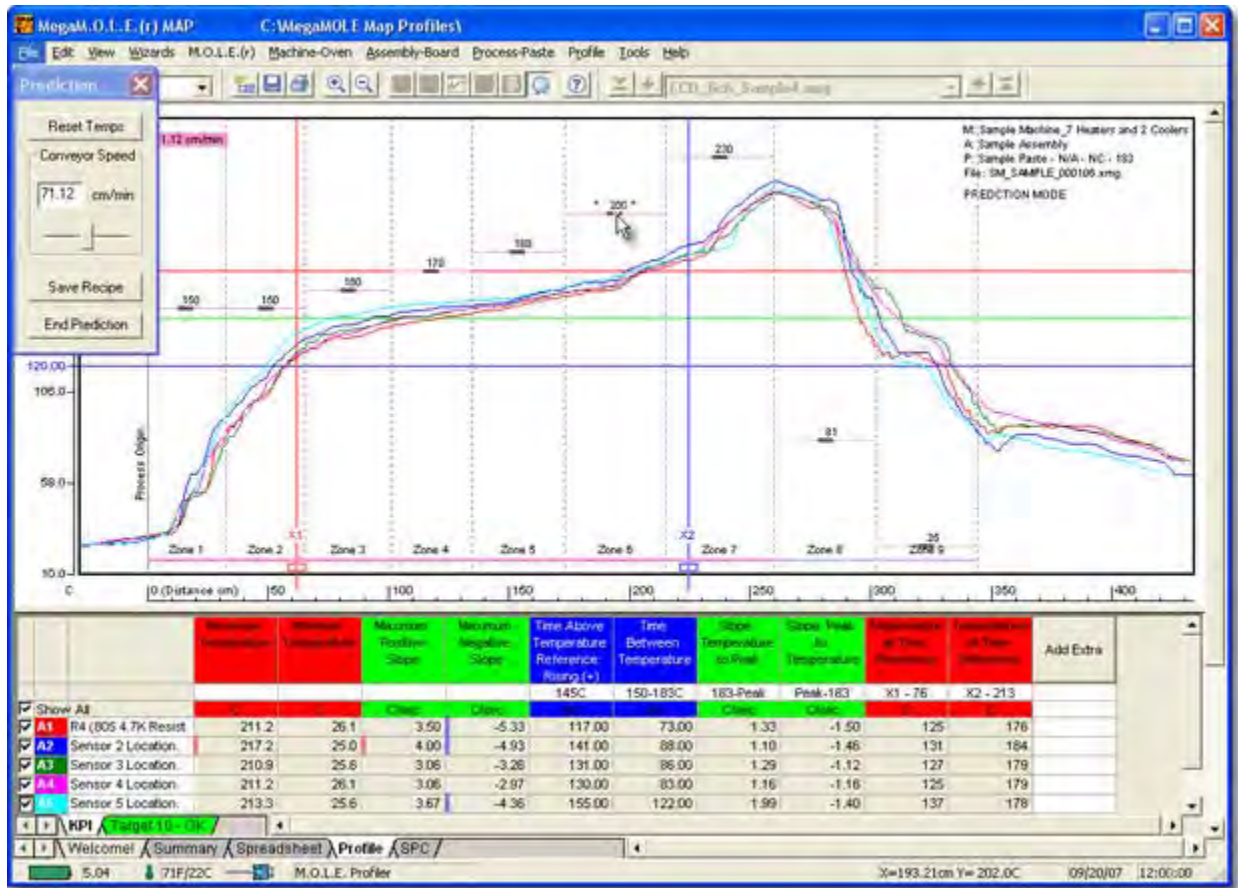 MegaM.O.L.E.(r) MAP C:\MegaMOLE Map Profiles\
File Edit View Wizards M.O.L.E.(r) Machine-Oven Assembly-Board Process-Paste Profile Tools Help
Prediction
Reset Temps
Conveyor Speed
71.12 cm/min
Save Recipe
End Prediction
1.12 cm/min
M: Sample Machine_7 Heaters and 2 Coolers
A: Sample Assembly
P: Sample Paste - N/A - NC - 183
File: SM_SAMPLE_000106.xmg
PREDICTION MODE
230
* 200 *
180
170
150
120.00
106.0
58.0
10.0
81
25
Process Origin
X1
X2
Zone 1 Zone 2 Zone 3 Zone 4 Zone 5 Zone 6 Zone 7 Zone 8 Zone 9
C 0 (Distance cm) 50 100 150 200 250 300 350 400
Maximum Positive Slope
Maximum Negative Slope
Time Above Temperature Reference Rising (+)
Time Between Temperature
Slope Temperature to Peak
Slope Peak to Temperature
Add Extra
145C 150-183C 183-Peak Peak-183 X1 - 76 X2 - 213
Show All
A1 R4 (805 4.7K Resist 211.2 26.1 3.50 -5.33 117.00 73.00 1.33 -1.50 125 176
A2 Sensor 2 Location. 217.2 25.0 4.00 -4.93 141.00 88.00 1.10 -1.46 131 184
A3 Sensor 3 Location. 210.9 25.6 3.06 -3.26 131.00 86.00 1.29 -1.12 127 179
A4 Sensor 4 Location. 211.2 26.1 3.06 -2.97 130.00 83.00 1.16 -1.16 125 179
Sensor 5 Location. 213.3 25.6 3.67 -4.36 155.00 122.00 1.99 -1.40 137 178
KPI Target 10 - OK
Welcome! Summary Spreadsheet Profile SPC
5.04 71F/22C M.O.L.E. Profiler X=193.21cm Y= 202.0C 09/20/07 12:00:00